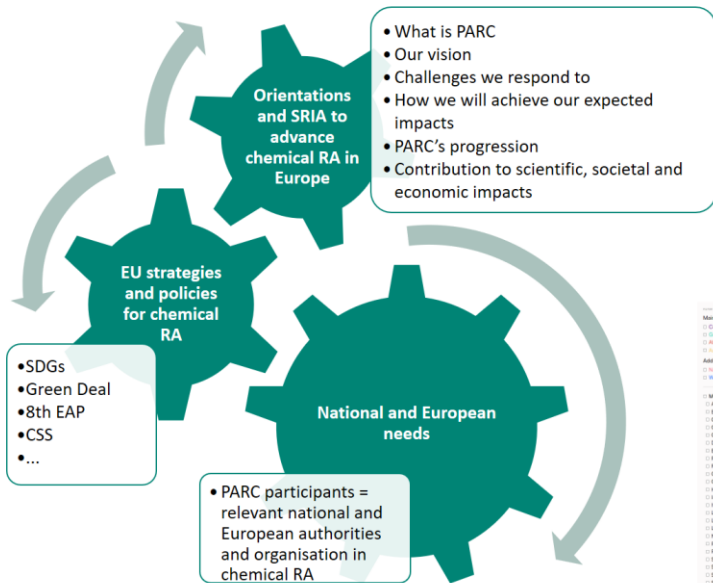 Orientations
and SRIA to
advance
chemical RA in
Europe
• What is PARC
• Our vision
• Challenges we respond to
• How we will achieve our expected
impacts
• PARC's progression
• Contribution to scientific, societal and
economic impacts
EU strategies
and policies
for chemical
RA
•SDGs
•Green Deal
•8th EAP
•CSS
•...
National and European
needs
• PARC participants =
relevant national and
European authorities
and organisation in
chemical RA